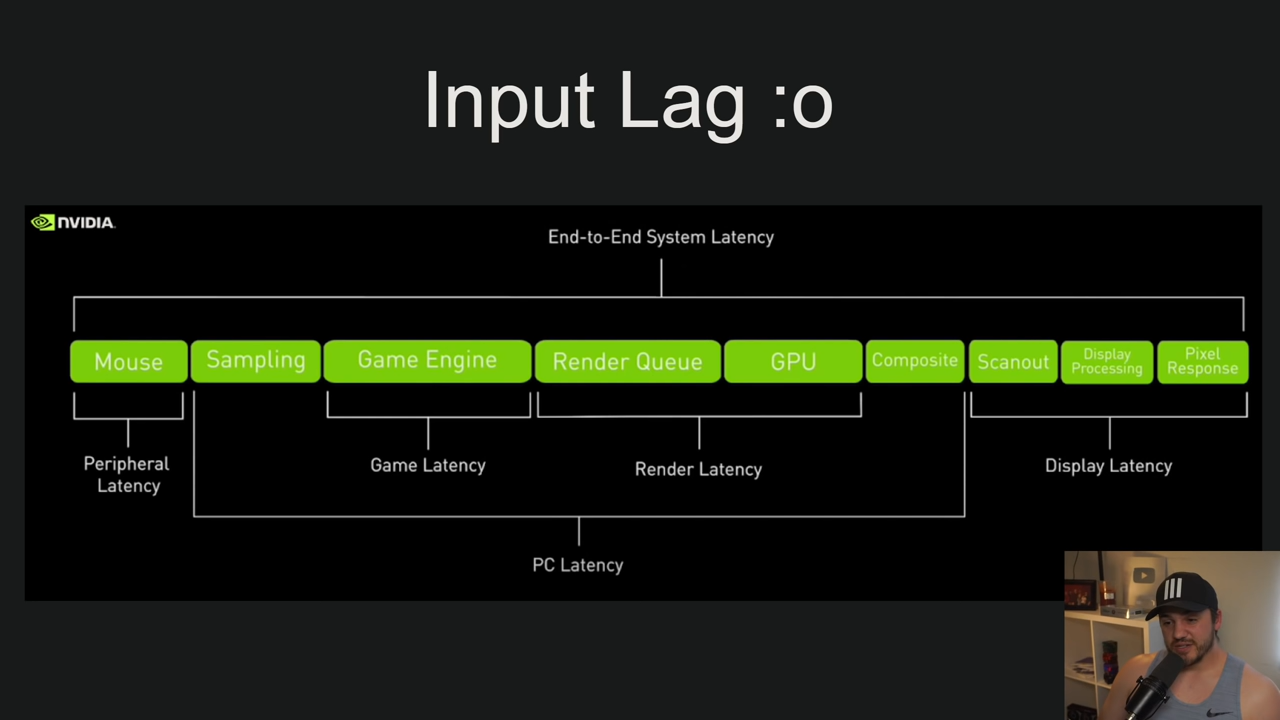 Input Lag :o
NVIDIA.
End-to-End System Latency
Mouse
Sampling
Game Engine
Render Queue
GPU
Composite
Scanout
Display
Processing
Pixel
Response
Peripheral
Latency
Game Latency
Render Latency
Display Latency
PC Latency